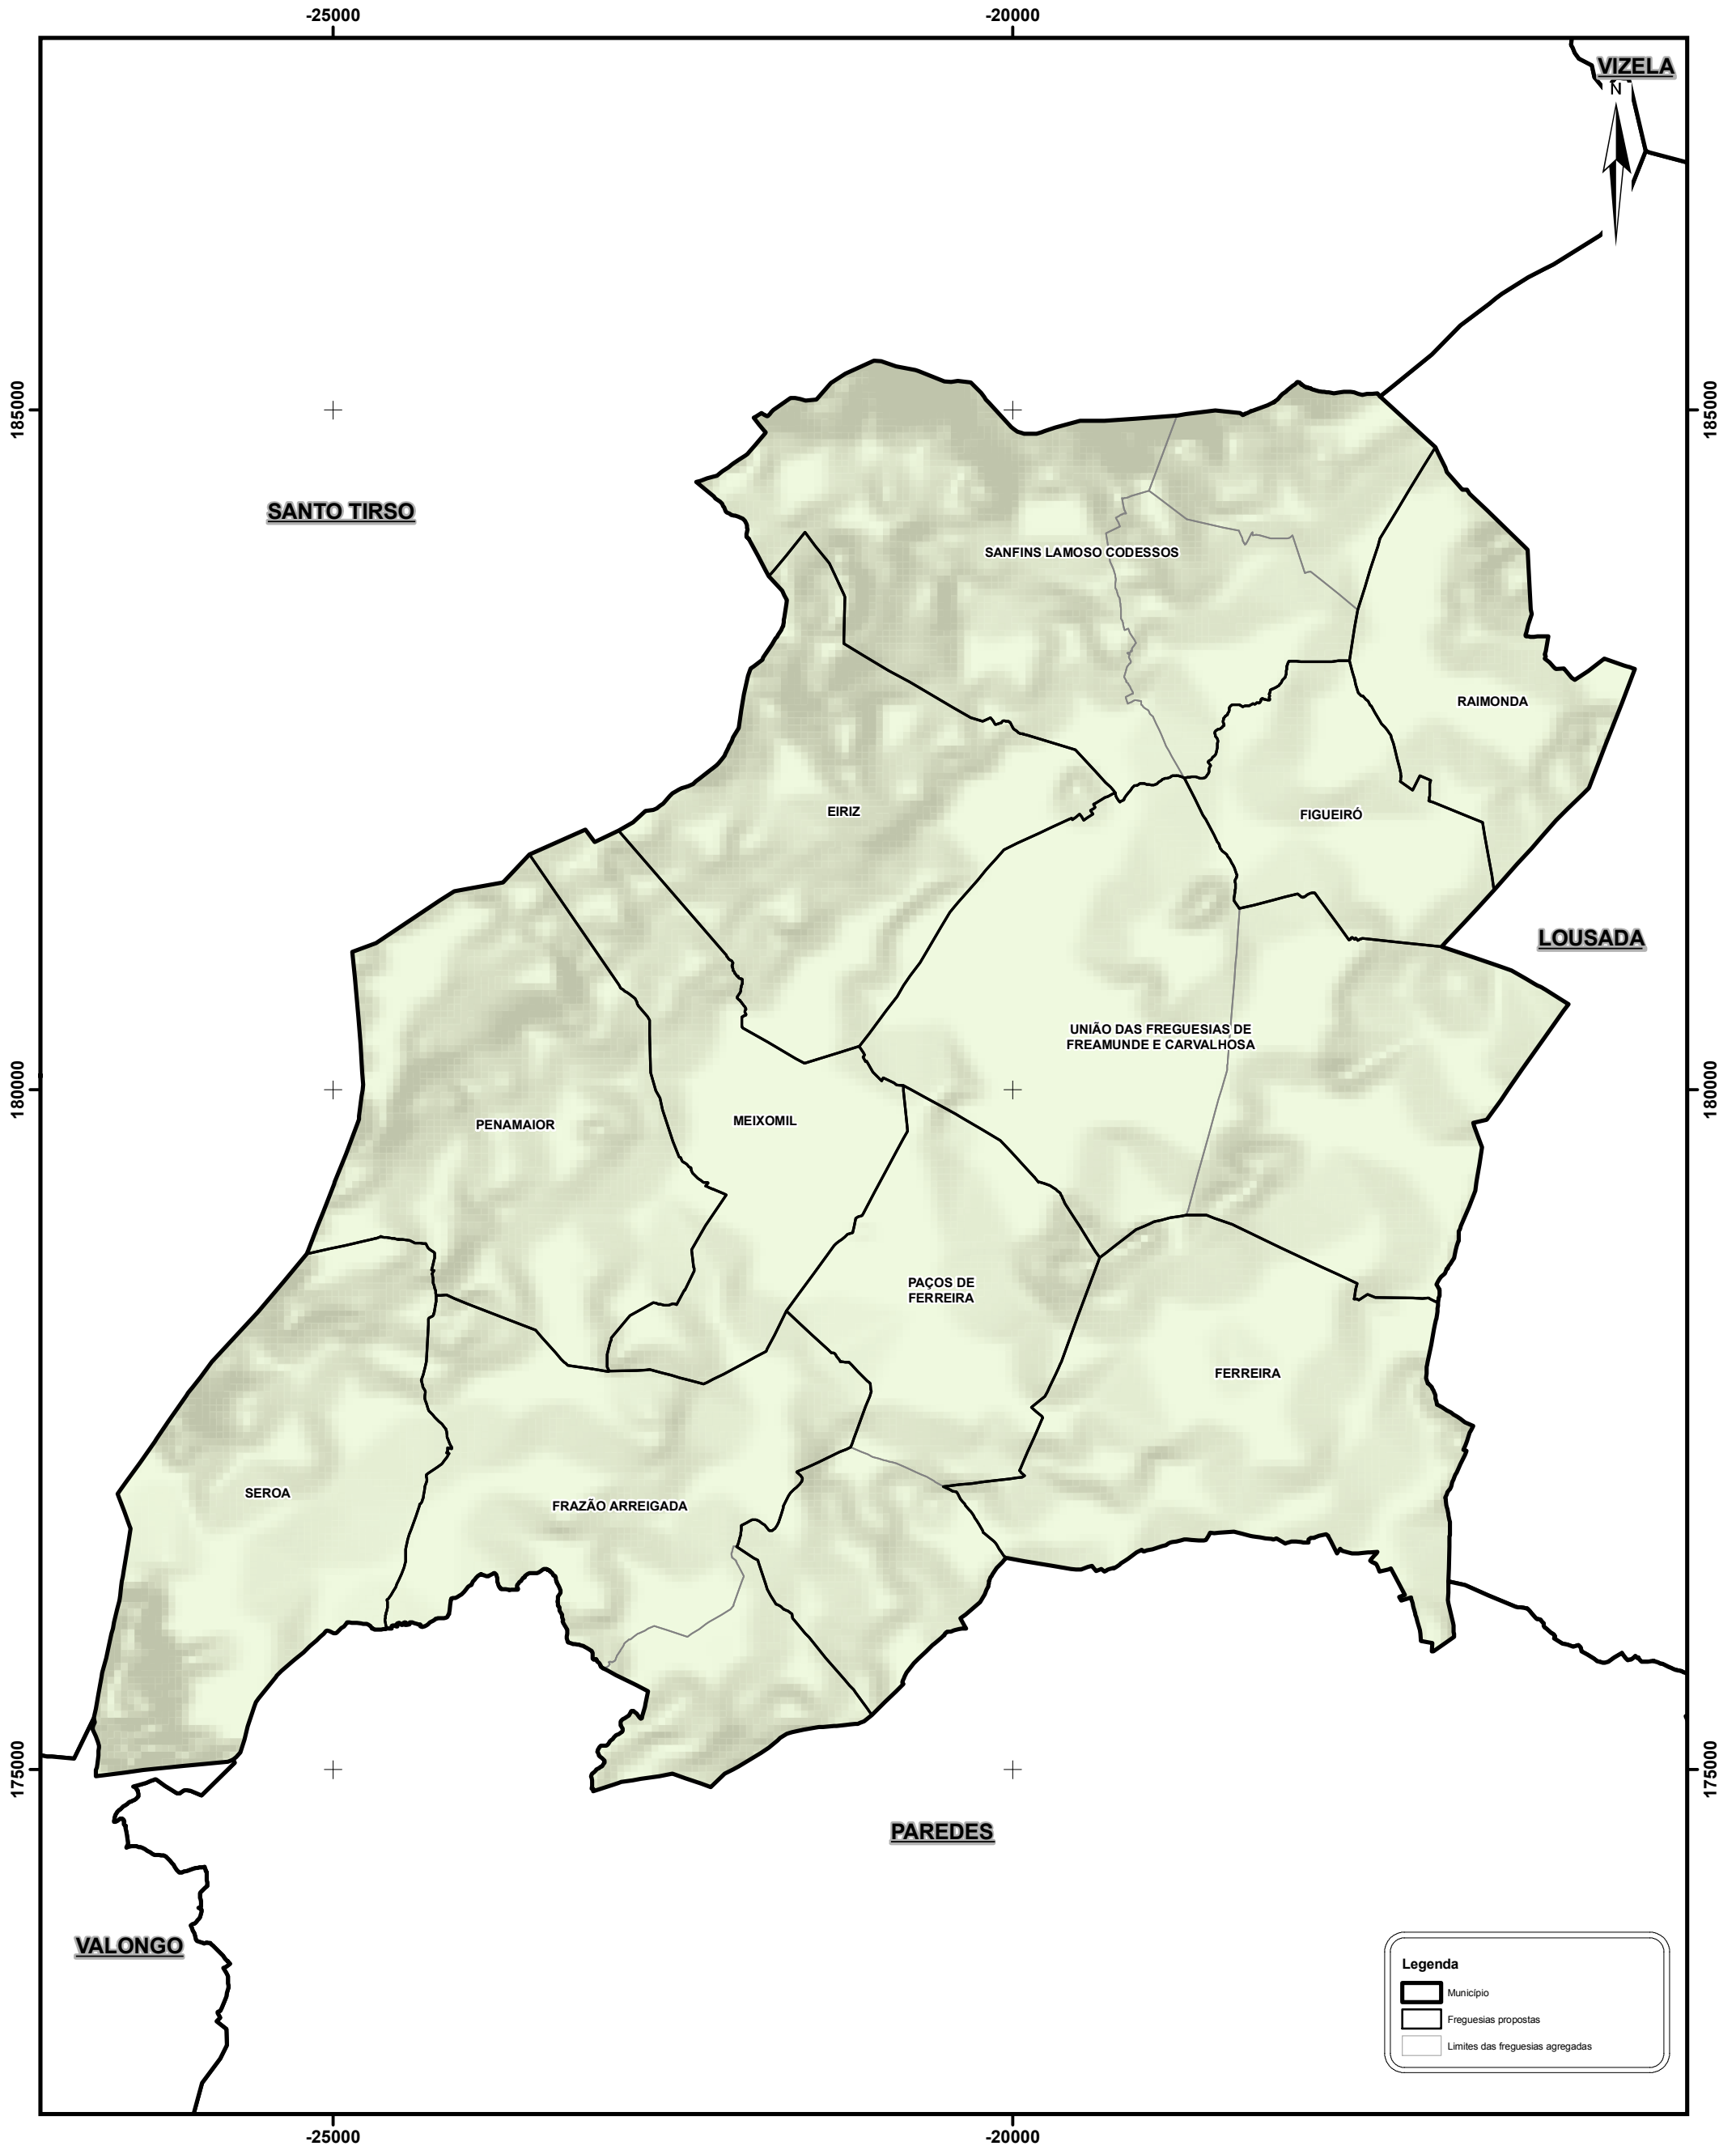 -25000
-20000
VIZELA
N
185000
185000
SANTO TIRSO
SANFINS LAMOSO CODESSOS
RAIMONDA
EIRIZ
FIGUEIRÓ
LOUSADA
UNIÃO DAS FREGUESIAS DE
FREAMUNDE E CARVALHOSA
180000
180000
PENAMAIOR
MEIXOMIL
PAÇOS DE
FERREIRA
FERREIRA
SEROA
FRAZÃO ARREIGADA
175000
175000
PAREDES
VALONGO
Legenda
Município
Freguesias propostas
Limites das freguesias agregadas
-25000
-20000